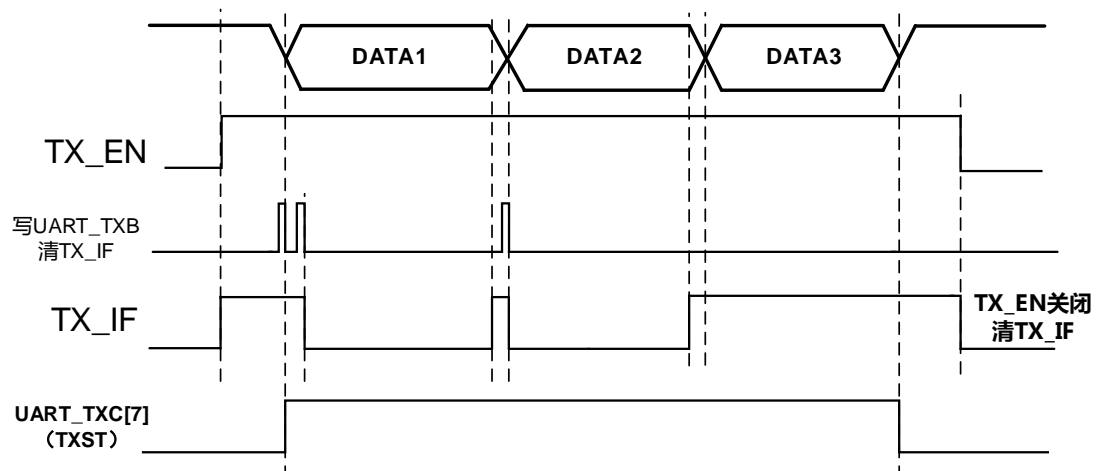 DATA1 DATA2 DATA3
TX_EN
写UART_TXB
清TX_IF
TX_IF
TX_EN关闭
清TX_IF
UART_TXC[7]
（TXST）